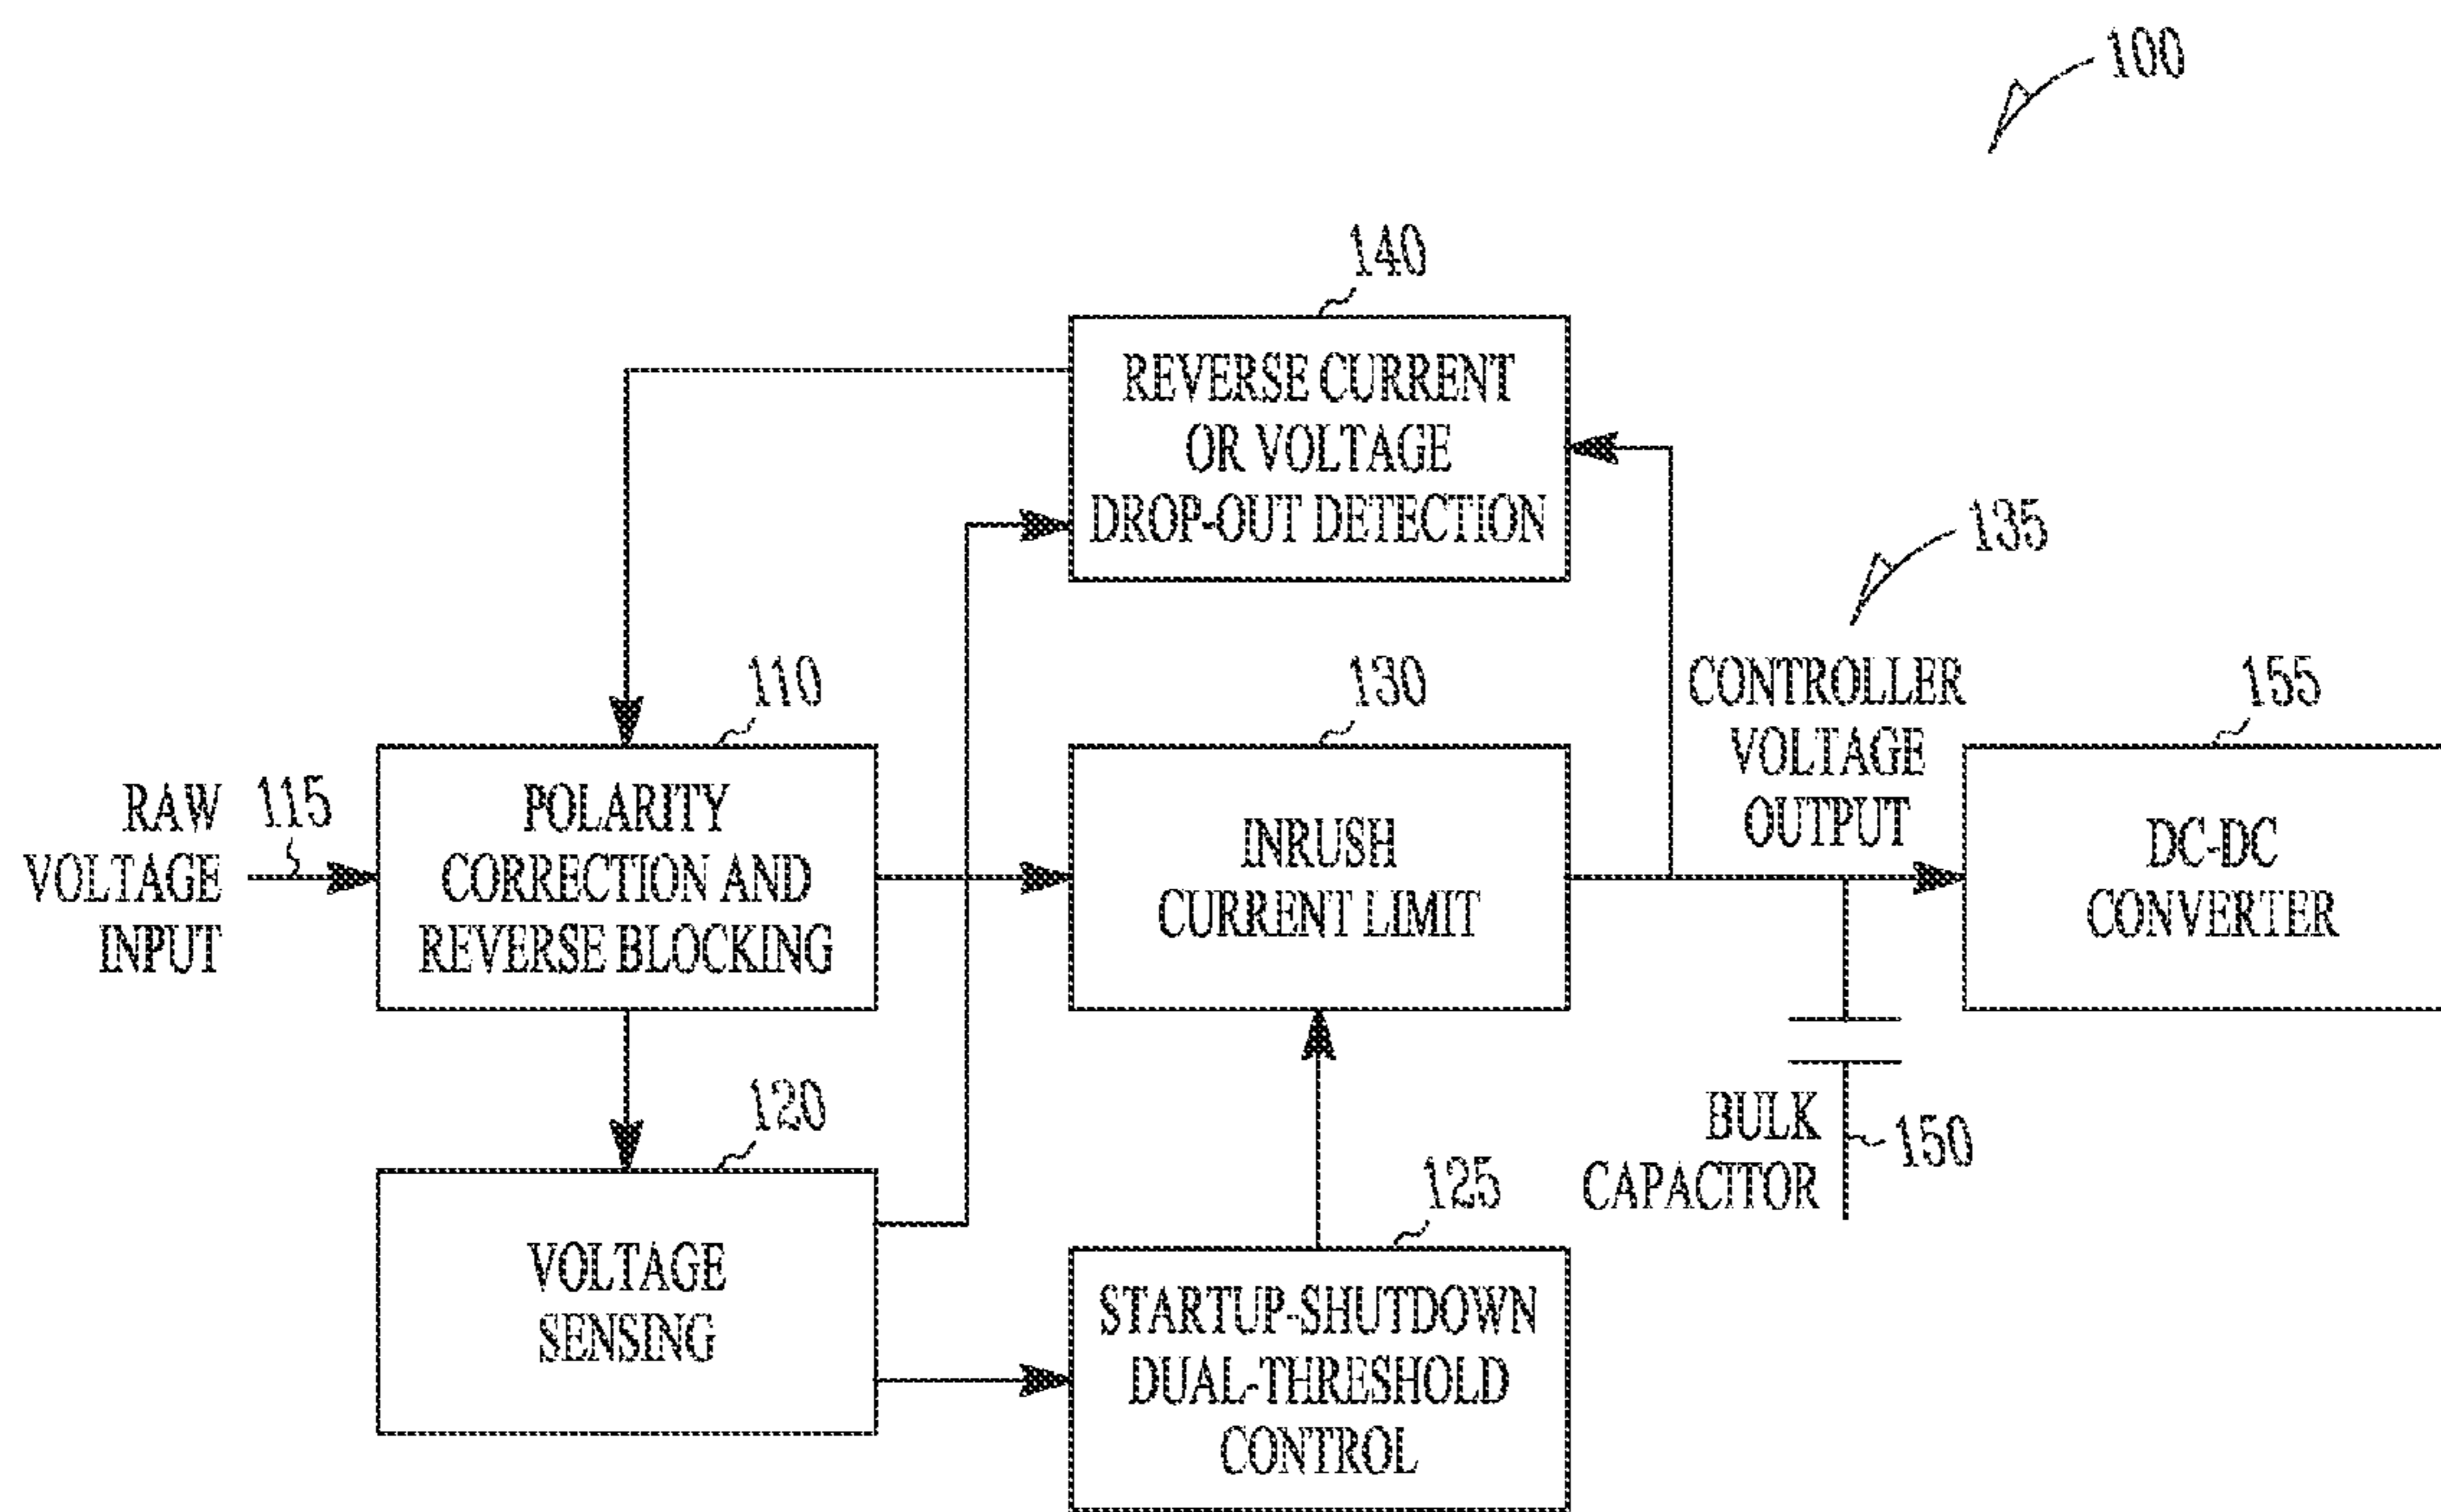 100
140
REVERSE CURRENT
OR VOLTAGE
DROP-OUT DETECTION
135
110
130
CONTROLLER
VOLTAGE
OUTPUT
155
RAW
VOLTAGE
INPUT
115
POLARITY
CORRECTION AND
REVERSE BLOCKING
INRUSH
CURRENT LIMIT
DC-DC
CONVERTER
120
VOLTAGE
SENSING
125
STARTUP-SHUTDOWN
DUAL-THRESHOLD
CONTROL
BULK
CAPACITOR
150